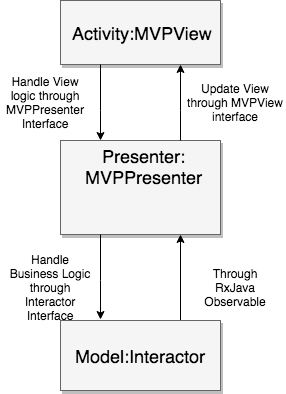 Activity:MVPView
Handle View
logic through
MVPPresenter
Interface
Update View
through MVPView
interface
Presenter:
MVPPresenter
Handle
Business Logic
through
Interactor
Interface
Through
RxJava
Observable
Model:Interactor